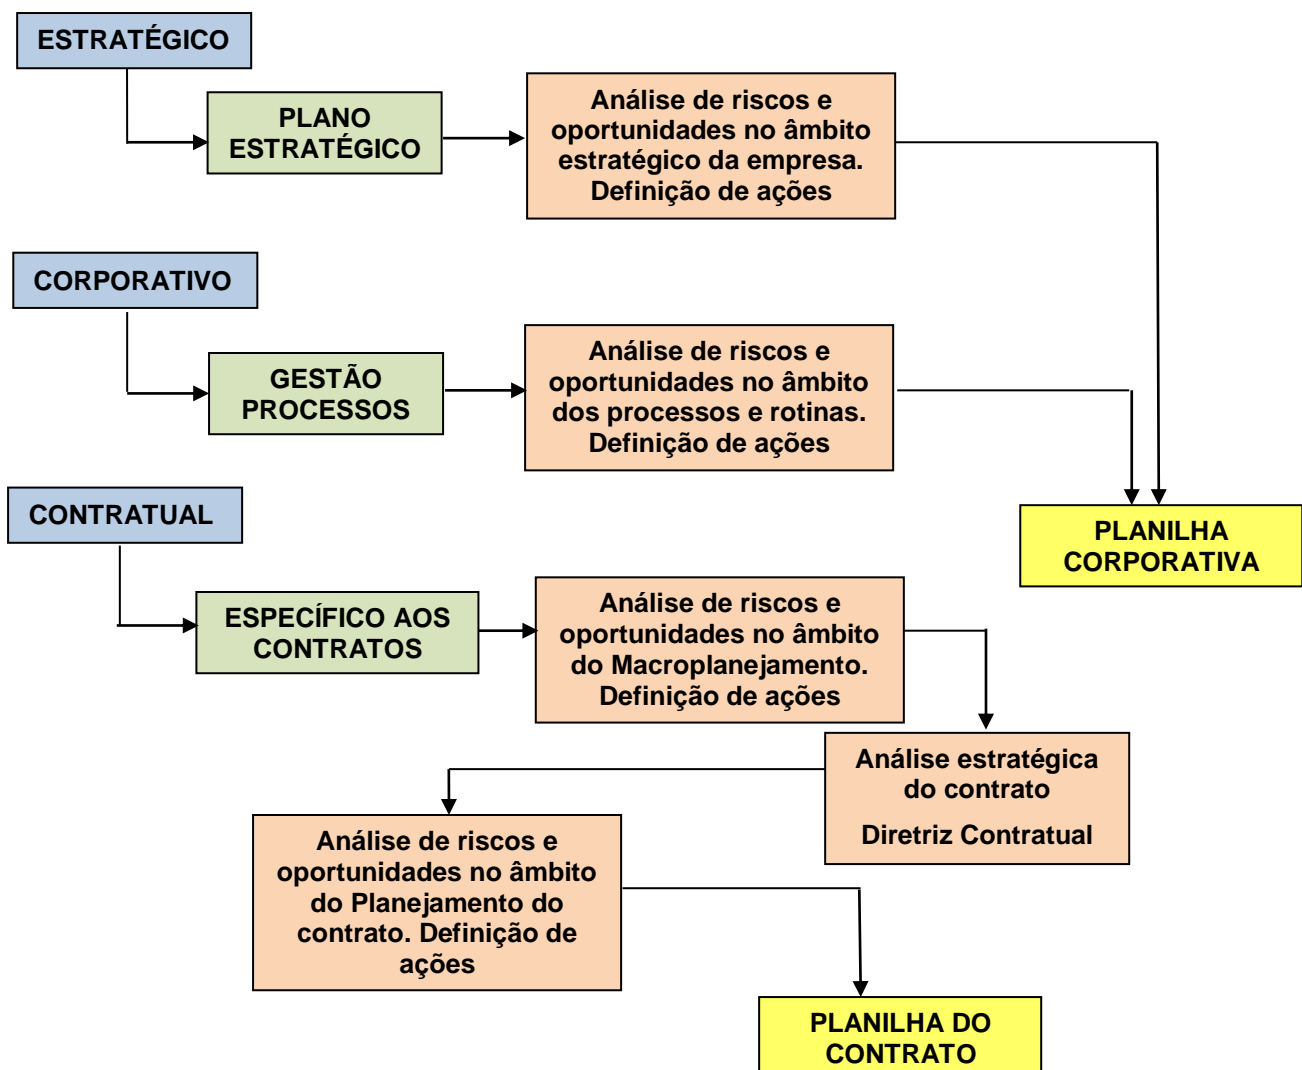 ESTRATÉGICO
PLANO
ESTRATÉGICO
Análise de riscos e
oportunidades no âmbito
estratégico da empresa.
Definição de ações
CORPORATIVO
GESTÃO
PROCESSOS
Análise de riscos e
oportunidades no âmbito
dos processos e rotinas.
Definição de ações
CONTRATUAL
PLANILHA
CORPORATIVA
ESPECÍFICO AOS
CONTRATOS
Análise de riscos e
oportunidades no âmbito
do Macroplanejamento.
Definição de ações
Análise estratégica
do contrato
Diretriz Contratual
Análise de riscos e
oportunidades no âmbito
do Planejamento do
contrato. Definição de
ações
PLANILHA DO
CONTRATO